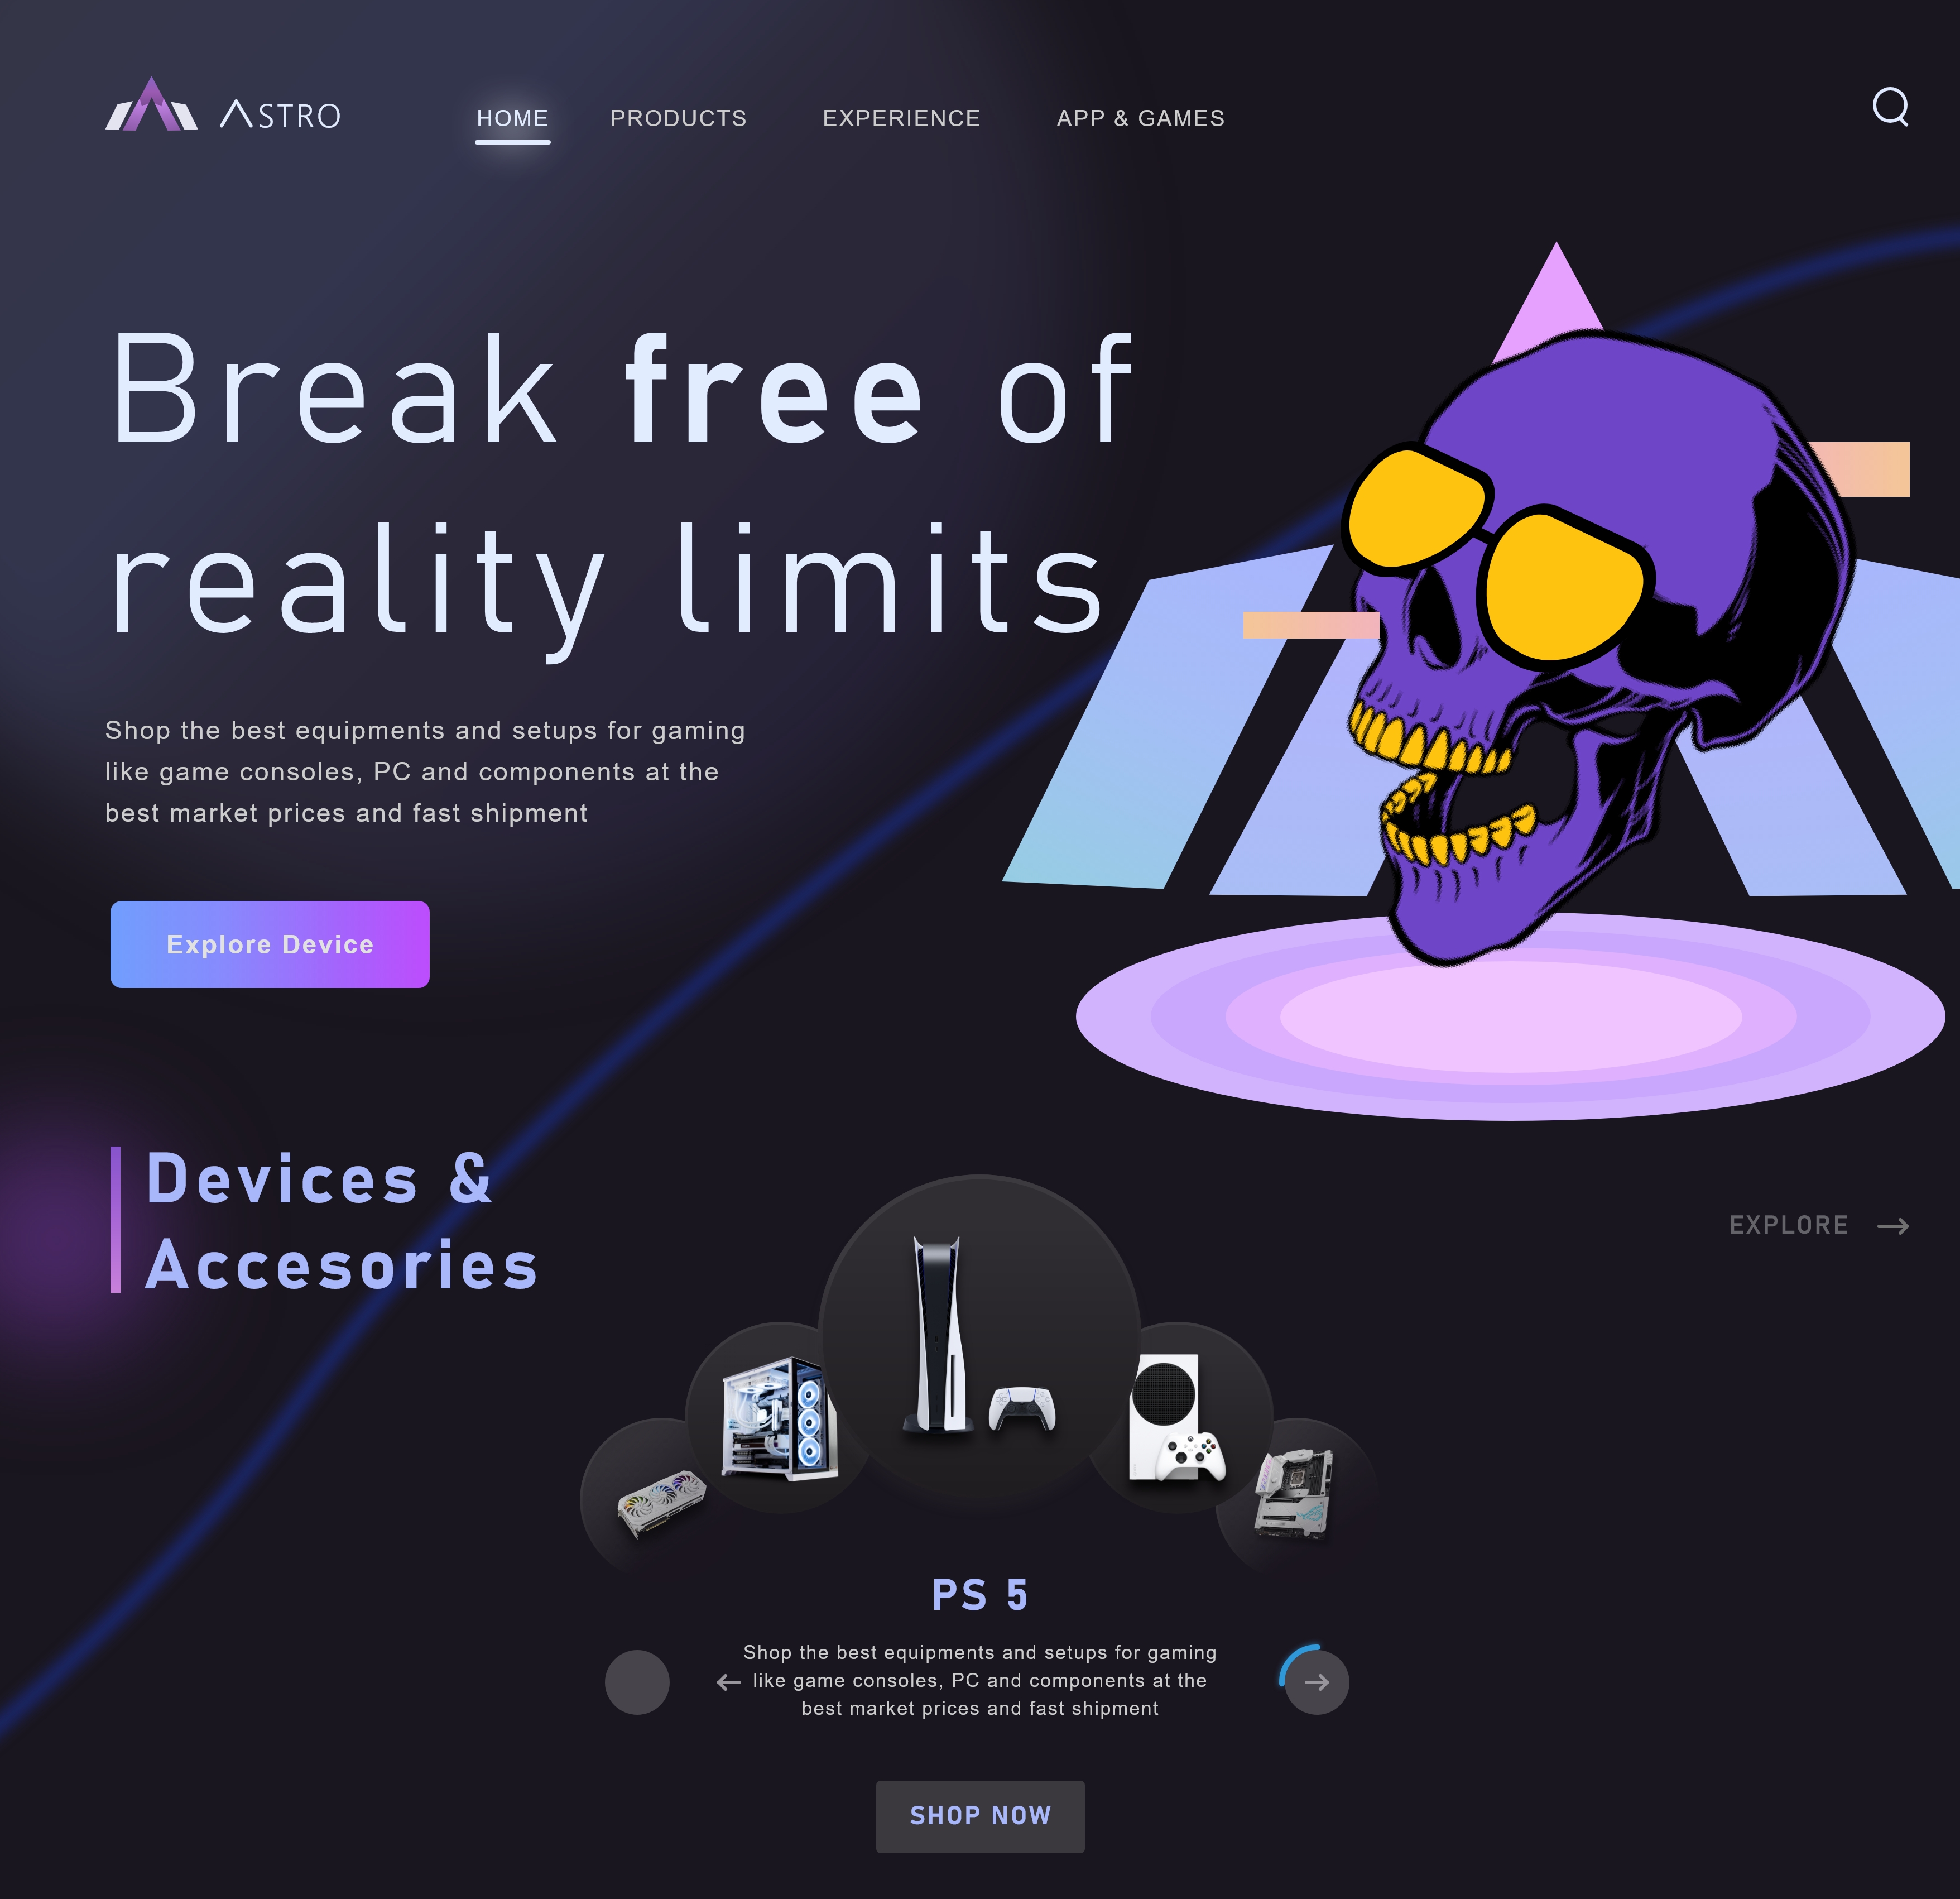 ASTRO
HOME
PRODUCTS
EXPERIENCE
APP & GAMES
Break free of
reality limits
Shop the best equipments and setups for gaming
like game consoles, PC and components at the
best market prices and fast shipment
Explore Device
Devices &
Accesories
EXPLORE
PS 5
Shop the best equipments and setups for gaming
like game consoles, PC and components at the
best market prices and fast shipment
SHOP NOW